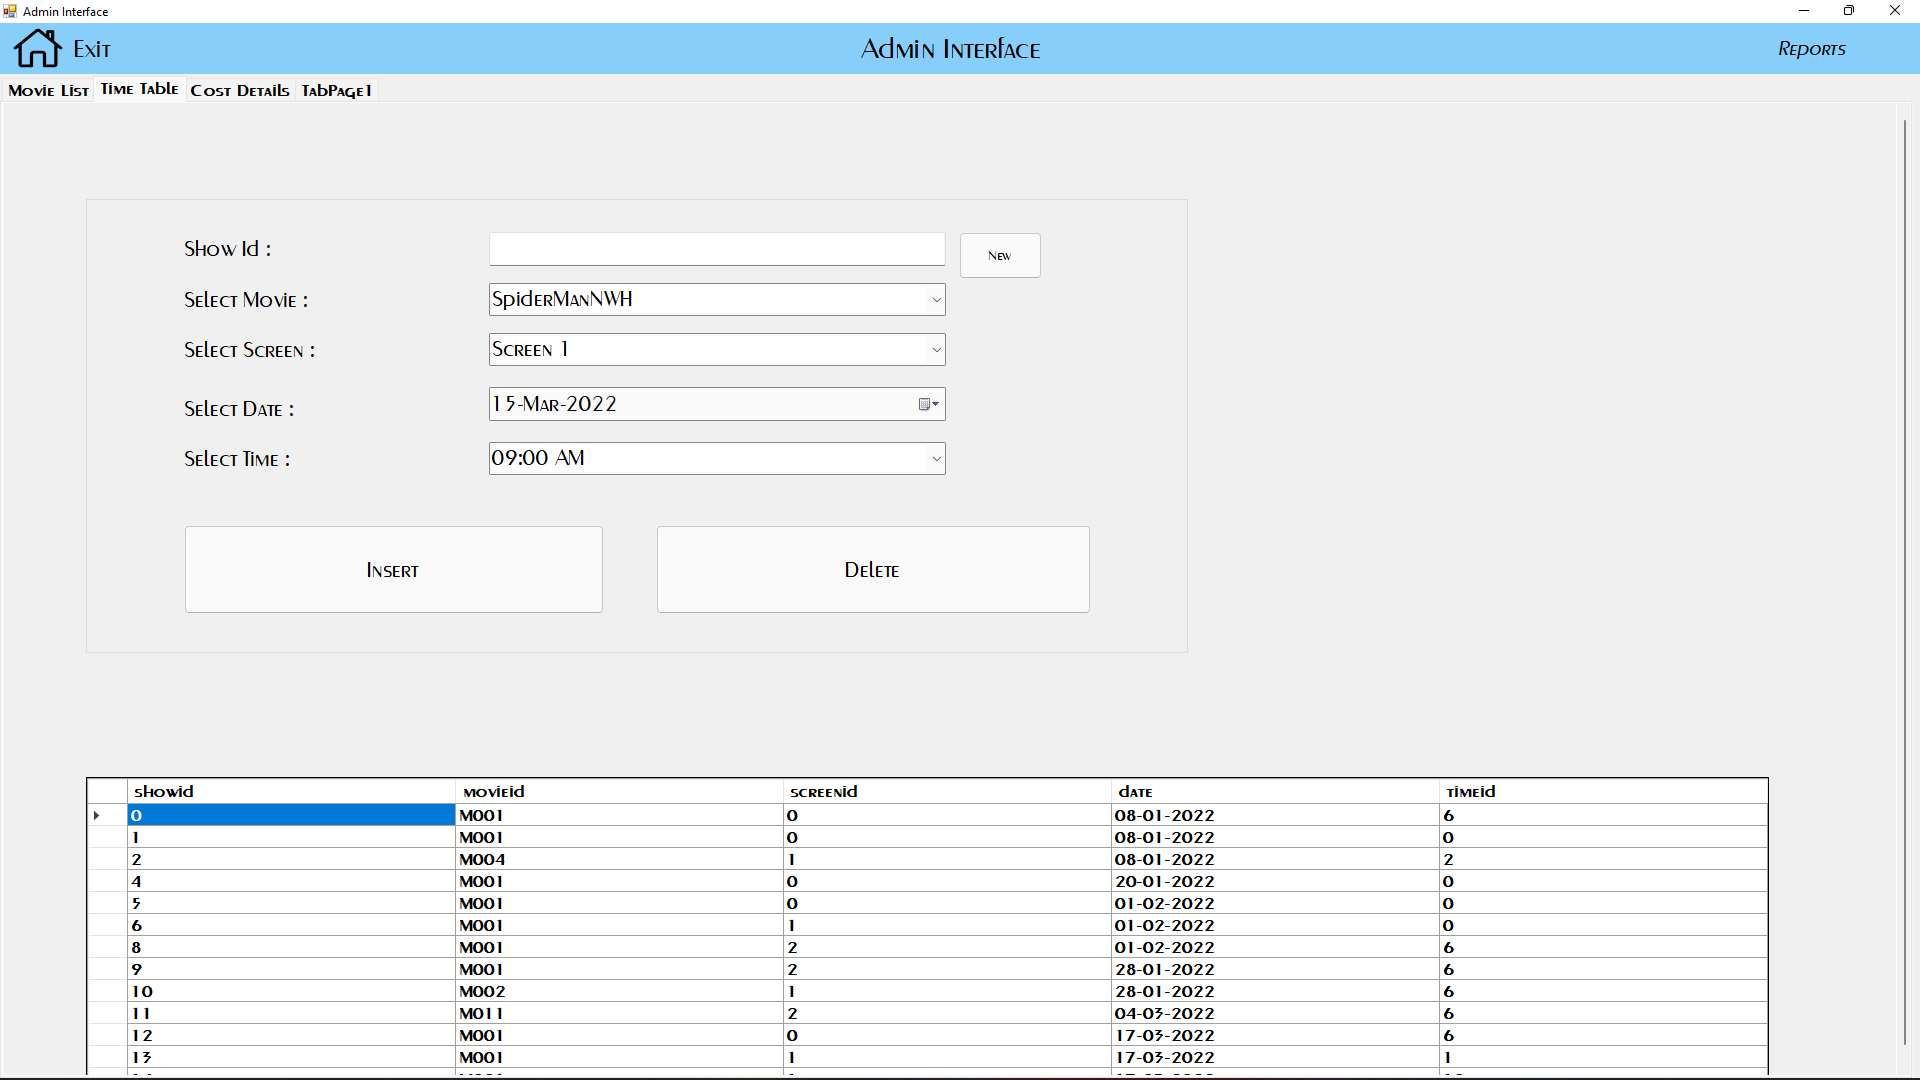 Admin Interface
Exit Admin Interface Reports
Movie List Time Table Cost Details TabPage1
Show Id : New
Select Movie : SpiderManNWH
Select Screen : Screen 1
Select Date : 15-Mar-2022
Select Time : 09:00 AM
Insert Delete
showid movieid screenid date timeid
0 M001 0 08-01-2022 6
1 M001 0 08-01-2022 0
2 M004 1 08-01-2022 2
4 M001 0 20-01-2022 0
5 M001 0 01-02-2022 0
6 M001 1 01-02-2022 0
8 M001 2 01-02-2022 6
9 M001 2 28-01-2022 6
10 M002 1 28-01-2022 6
11 M011 2 04-03-2022 6
12 M001 0 17-03-2022 6
13 M001 1 17-03-2022 1